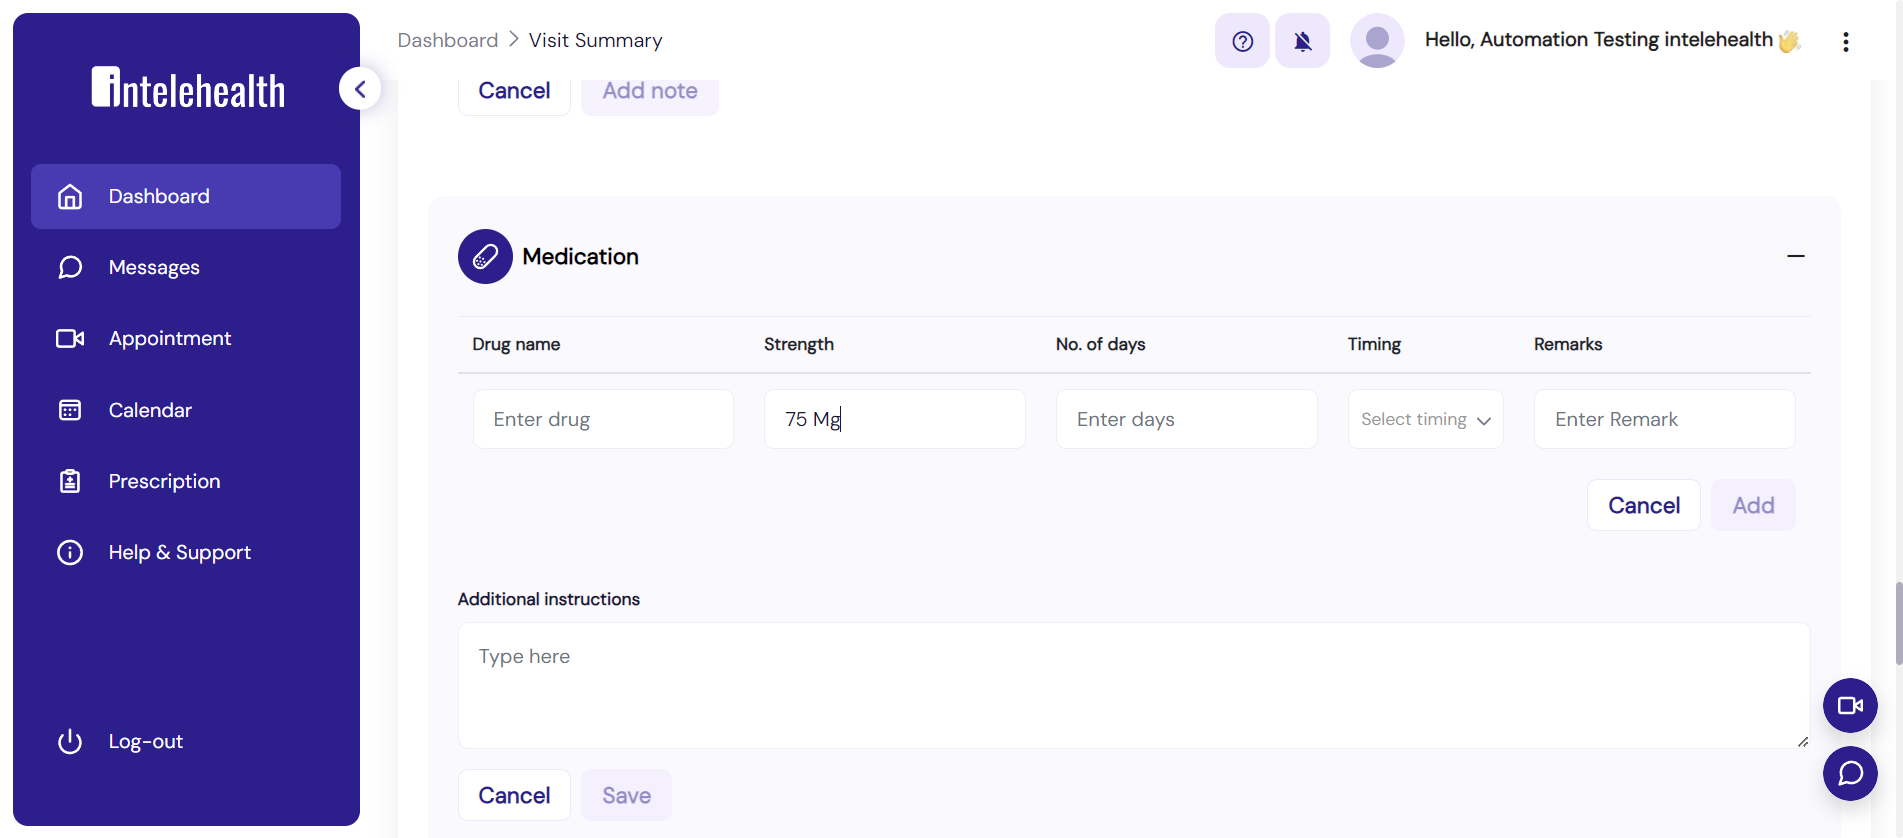 intelehealth
Dashboard
Messages
Appointment
Calendar
Prescription
Help & Support
Log-out
Dashboard > Visit Summary
Hello, Automation Testing intelehealth 👋
Cancel Add note
Medication
Drug name Strength No. of days Timing Remarks
Enter drug 75 Mg Enter days Select timing Enter Remark
Cancel Add
Additional instructions
Type here
Cancel Save